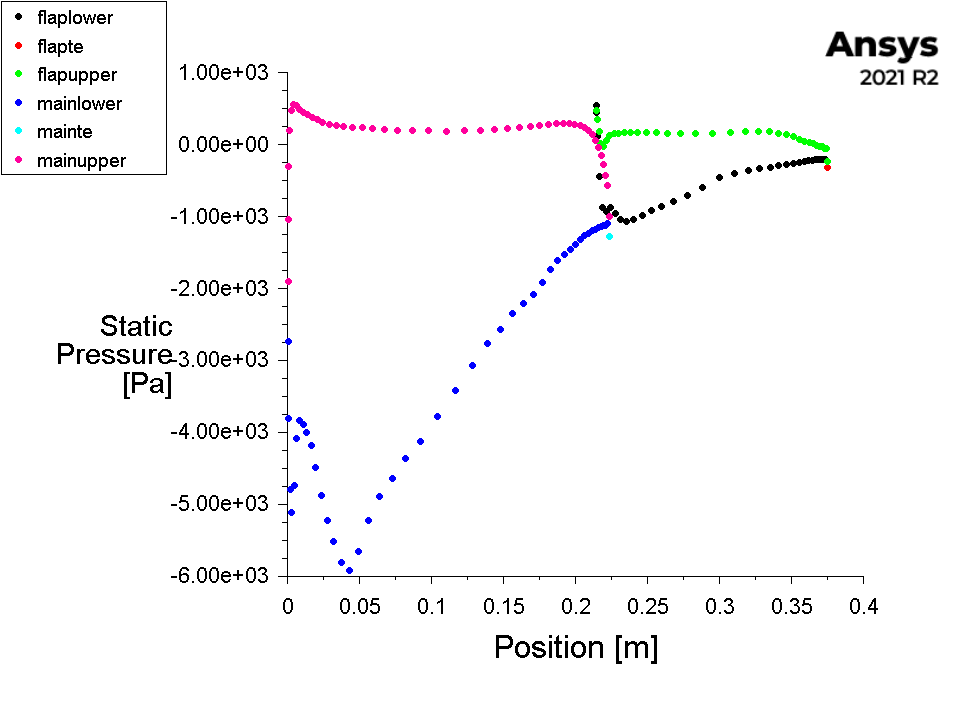 flaplower
flapte
flapupper
mainlower
mainte
mainupper
Ansys
2021 R2
1.00e+03
0.00e+00
-1.00e+03
-2.00e+03
-3.00e+03
-4.00e+03
-5.00e+03
-6.00e+03
Static
Pressure
[Pa]
0 0.05 0.1 0.15 0.2 0.25 0.3 0.35 0.4
Position [m]